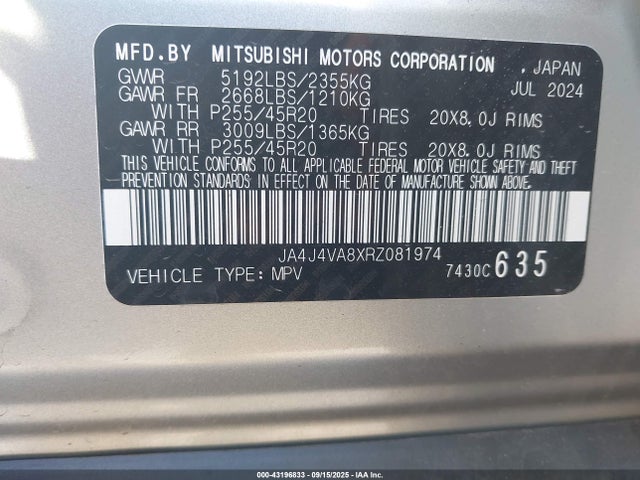 MFD.BY MITSUBISHI MOTORS CORPORATION . JAPAN
GVWR 5192LBS/2355KG JUL 2024
GAWR FR 2668LBS/1210KG
WITH P255/45R20 TIRES 20X8.0J RIMS
GAWR RR 3009LBS/1365KG
WITH P255/45R20 TIRES 20X8.0J RIMS
THIS VEHICLE CONFORMS TO ALL APPLICABLE FEDERAL MOTOR VEHICLE SAFETY AND THEFT
PREVENTION STANDARDS IN EFFECT ON THE DATE OF MANUFACTURE SHOWN ABOVE.
JA4J4VA8XRZ081974
VEHICLE TYPE: MPV 7430C 635
000-43196833 - 09/15/2025 - IAA Inc.